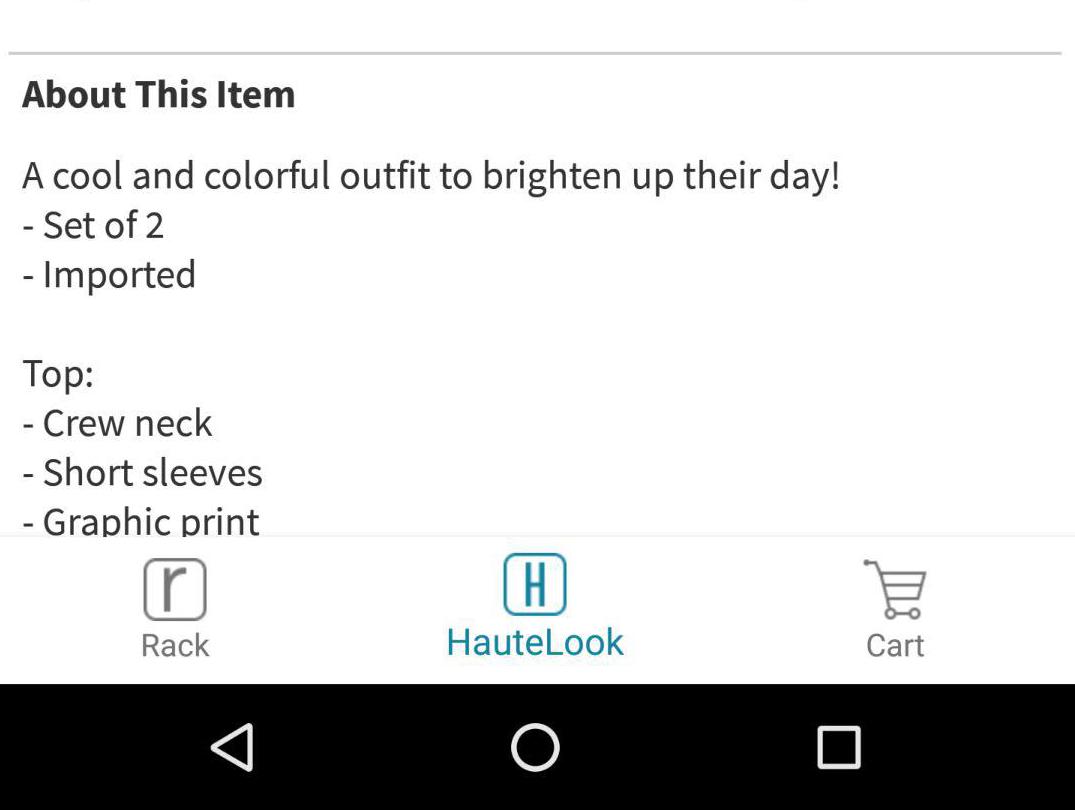 About This Item
A cool and colorful outfit to brighten up their day!
- Set of 2
- Imported
Top:
- Crew neck
- Short sleeves
- Graphic print
r
H
Rack
HauteLook
Cart